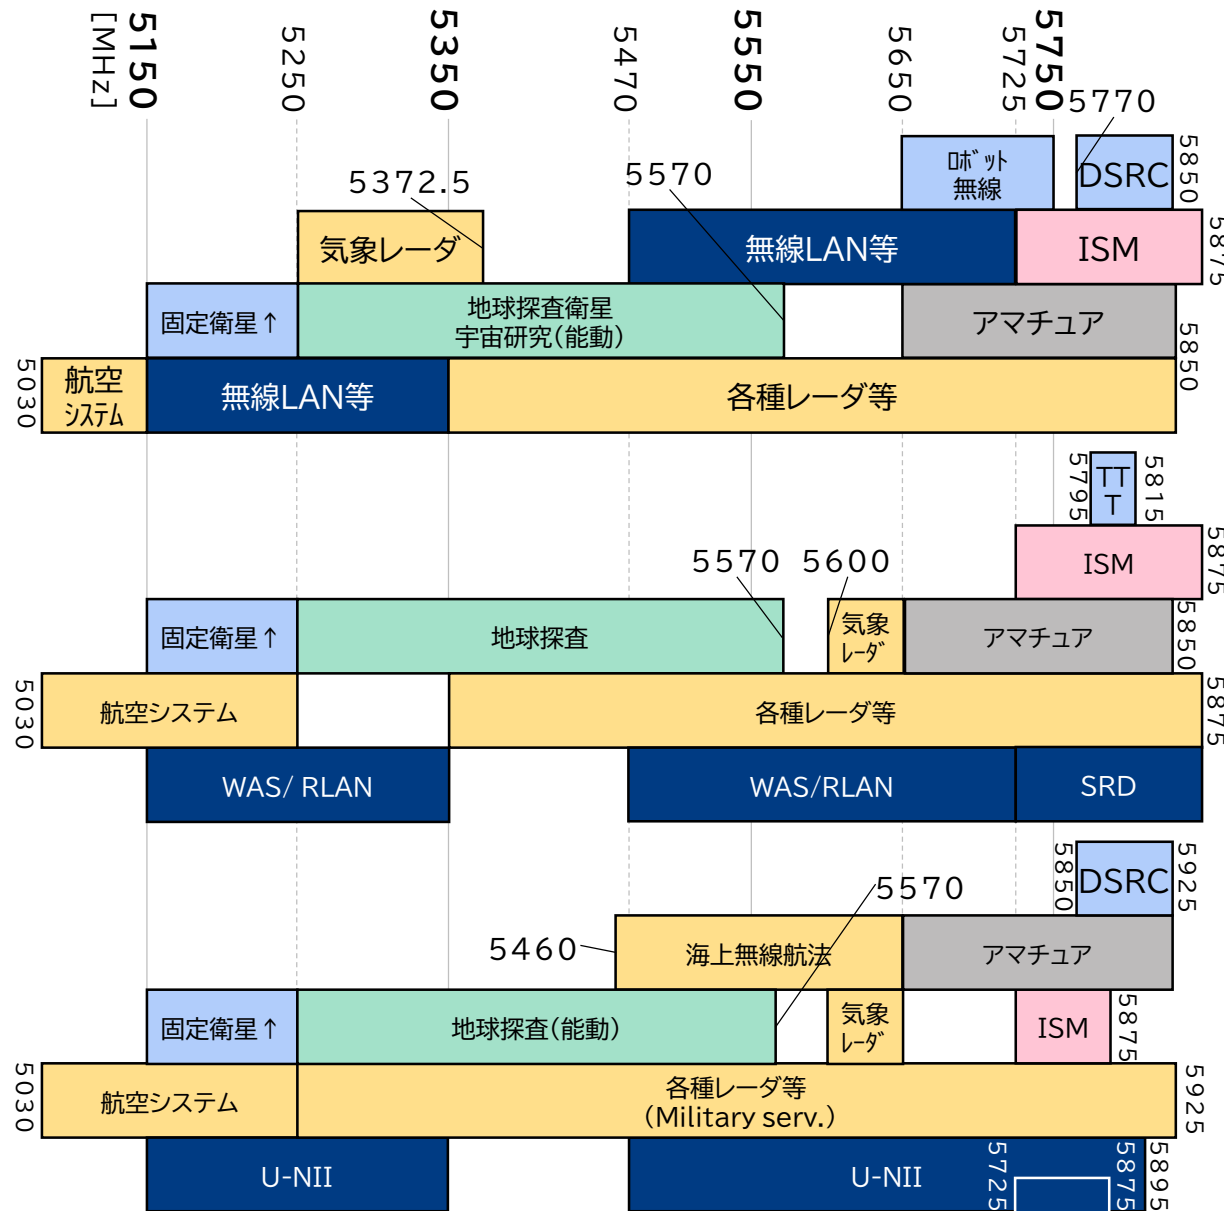 5150
[MHz]
5250
5350
5470
5550
5650
5725
5750
5770
ﾛﾎﾞｯﾄ
無線
DSRC
5850
5372.5
5570
気象レーダ
無線LAN等
ISM
5875
固定衛星↑
地球探査衛星
宇宙研究(能動)
アマチュア
5850
5030
航空
ｼｽﾃﾑ
無線LAN等
各種レーダ等
5795
TT
T
5815
ISM
5875
5570
5600
固定衛星↑
地球探査
気象
ﾚｰﾀﾞ
アマチュア
5850
5030
航空システム
各種レーダ等
5875
WAS/ RLAN
WAS/RLAN
SRD
5850
DSRC
5925
5570
5460
海上無線航法
アマチュア
固定衛星↑
地球探査(能動)
気象
ﾚｰﾀﾞ
ISM
5875
5030
航空システム
各種レーダ等
(Military serv.)
5925
U-NII
U-NII
5725
5875
5895